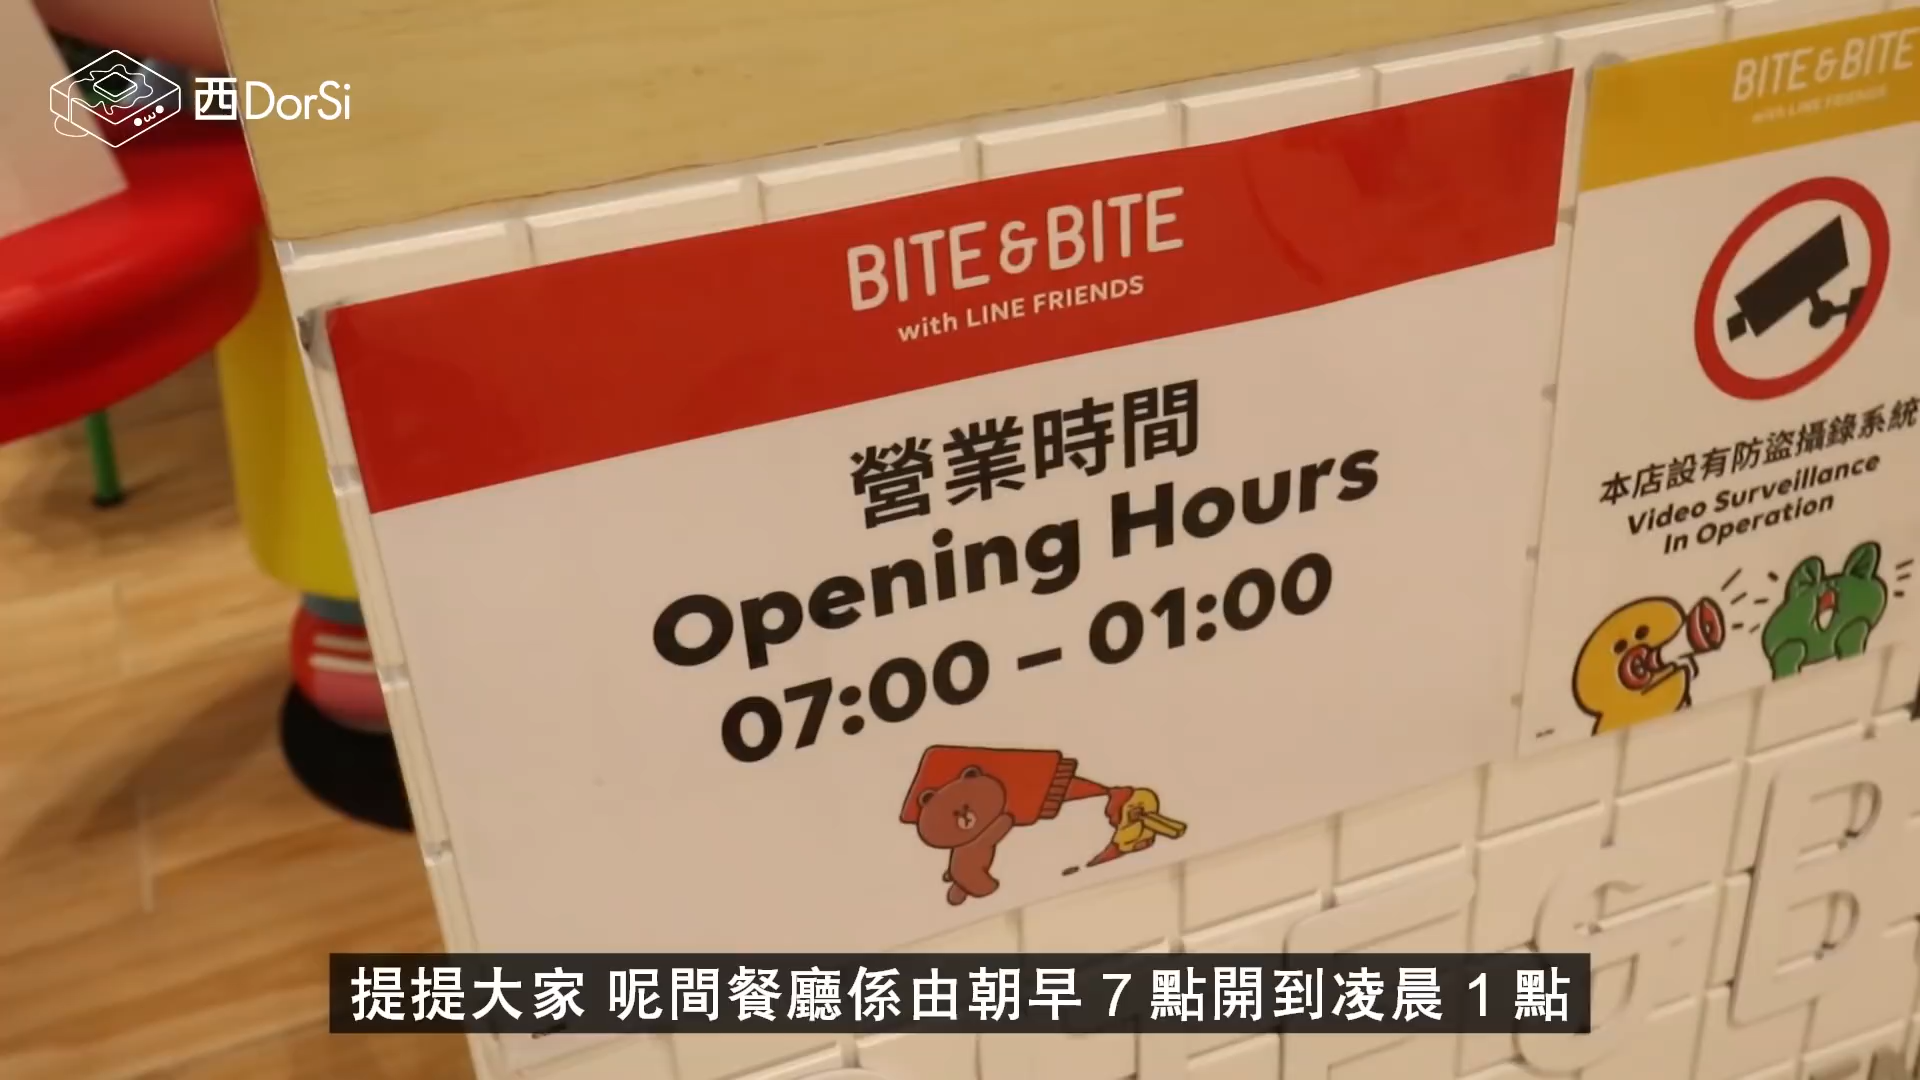 西DorSi
BITE & BITE
with LINE FRIENDS
營業時間
Opening Hours
07:00 – 01:00
BITE & BITE
with LINE FRIENDS
本店設有防盜攝錄系統
Video Surveillance
In Operation
提提大家 呢間餐廳係由朝早7點開到凌晨1點